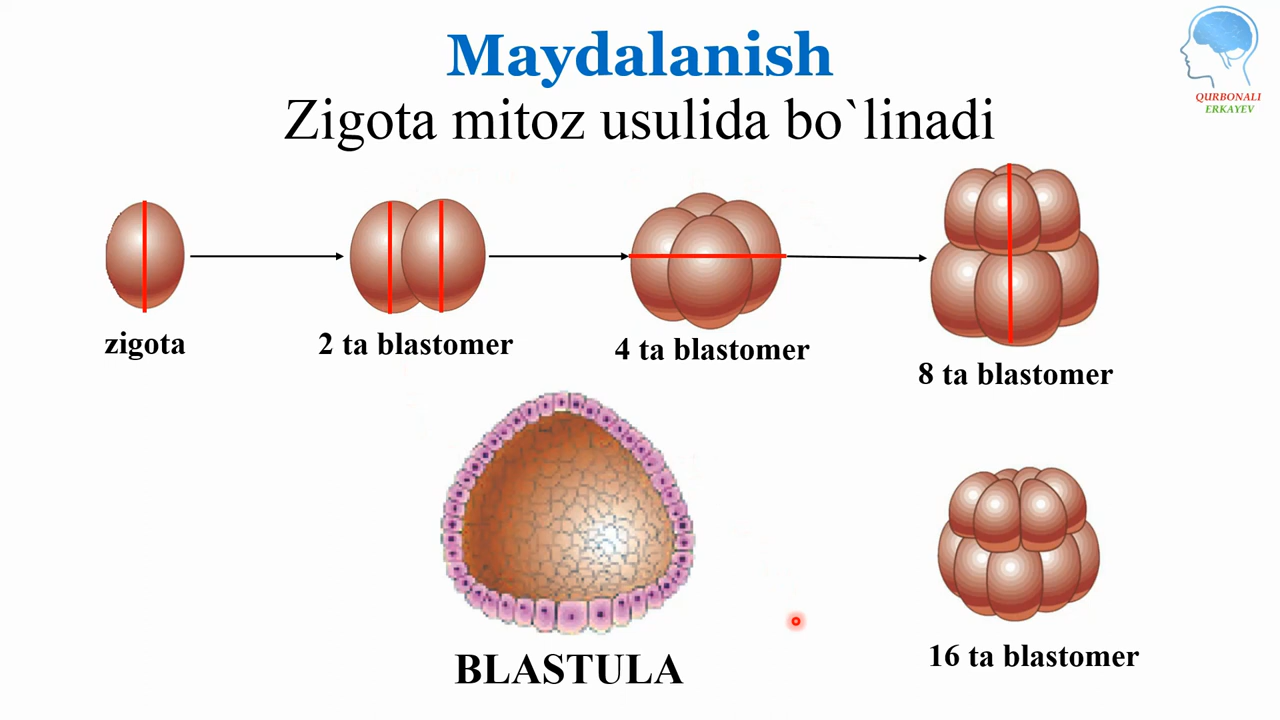 Maydalanish
Zigota mitoz usulida bo`linadi
QURBONALI
ERKAYEV
zigota
2 ta blastomer
4 ta blastomer
8 ta blastomer
BLASTULA
16 ta blastomer